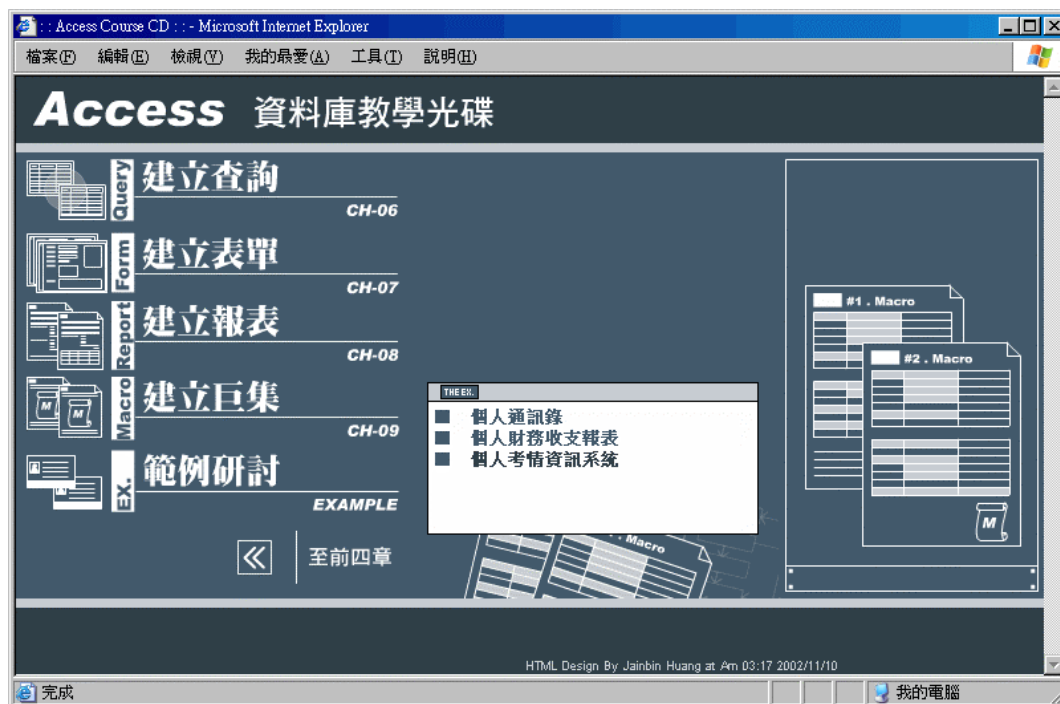 : : Access Course CD : : - Microsoft Internet Explorer
檔案(F) 編輯(E) 檢視(V) 我的最愛(A) 工具(T) 說明(H)
Access 資料庫教學光碟
Query 建立查詢
CH-06
Form 建立表單
CH-07
Report 建立報表
CH-08
Macro 建立巨集
CH-09
Ex. 範例研討
EXAMPLE
至前四章
THE EX.
個人通訊錄
個人財務收支報表
個人考情資訊系統
. Macro
#1 . Macro
#2 . Macro
M
HTML Design By Jainbin Huang at Am 03:17 2002/11/10
完成
我的電腦